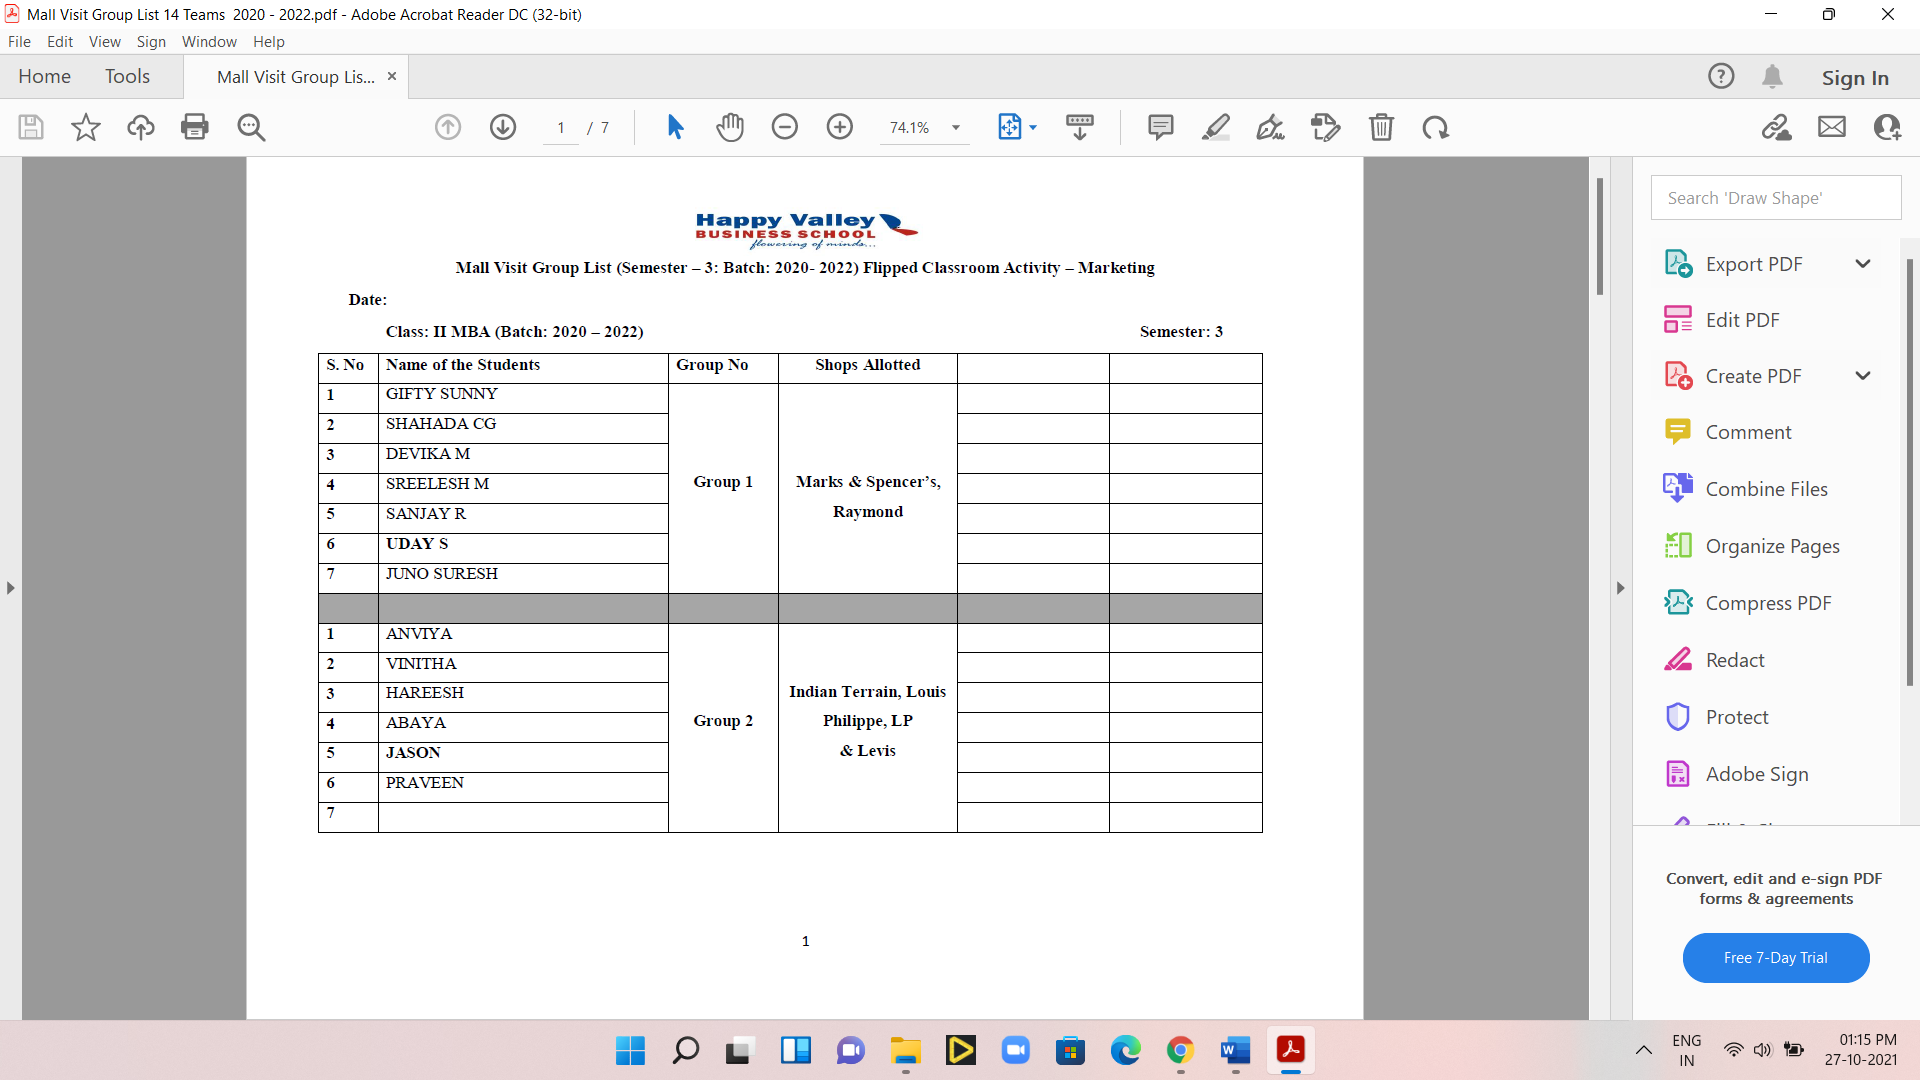 Mall Visit Group List 14 Teams  2020 - 2022.pdf - Adobe Acrobat Reader DC (32-bit)
File Edit View Sign Window Help
Home Tools Mall Visit Group Lis... × Sign In
1 / 7 74.1%
Happy Valley
BUSINESS SCHOOL
flowering of minds...
Mall Visit Group List (Semester – 3: Batch: 2020- 2022) Flipped Classroom Activity – Marketing
Date:
Class: II MBA (Batch: 2020 – 2022) Semester: 3
S. No Name of the Students Group No Shops Allotted
1 GIFTY SUNNY
2 SHAHADA CG
3 DEVIKA M
4 SREELESH M
Group 1 Marks & Spencer’s,
Raymond
5 SANJAY R
6 UDAY S
7 JUNO SURESH
1 ANVIYA
2 VINITHA
3 HAREESH
Indian Terrain, Louis
4 ABAYA
Group 2 Philippe, LP
& Levis
5 JASON
6 PRAVEEN
7
1
Search 'Draw Shape'
Export PDF
Edit PDF
Create PDF
Comment
Combine Files
Organize Pages
Compress PDF
Redact
Protect
Adobe Sign
Convert, edit and e-sign PDF
forms & agreements
Free 7-Day Trial
ENG
IN
01:15 PM
27-10-2021